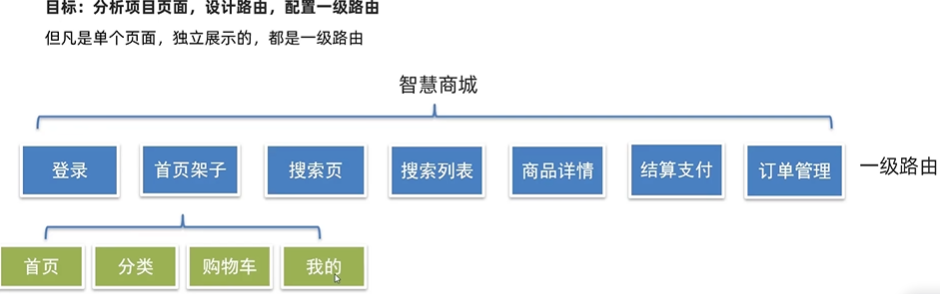 目标：分析项目页面，设计路由，配置一级路由
但凡是单个页面，独立展示的，都是一级路由
智慧商城
登录 首页架子 搜索页 搜索列表 商品详情 结算支付 订单管理 一级路由
首页 分类 购物车 我的